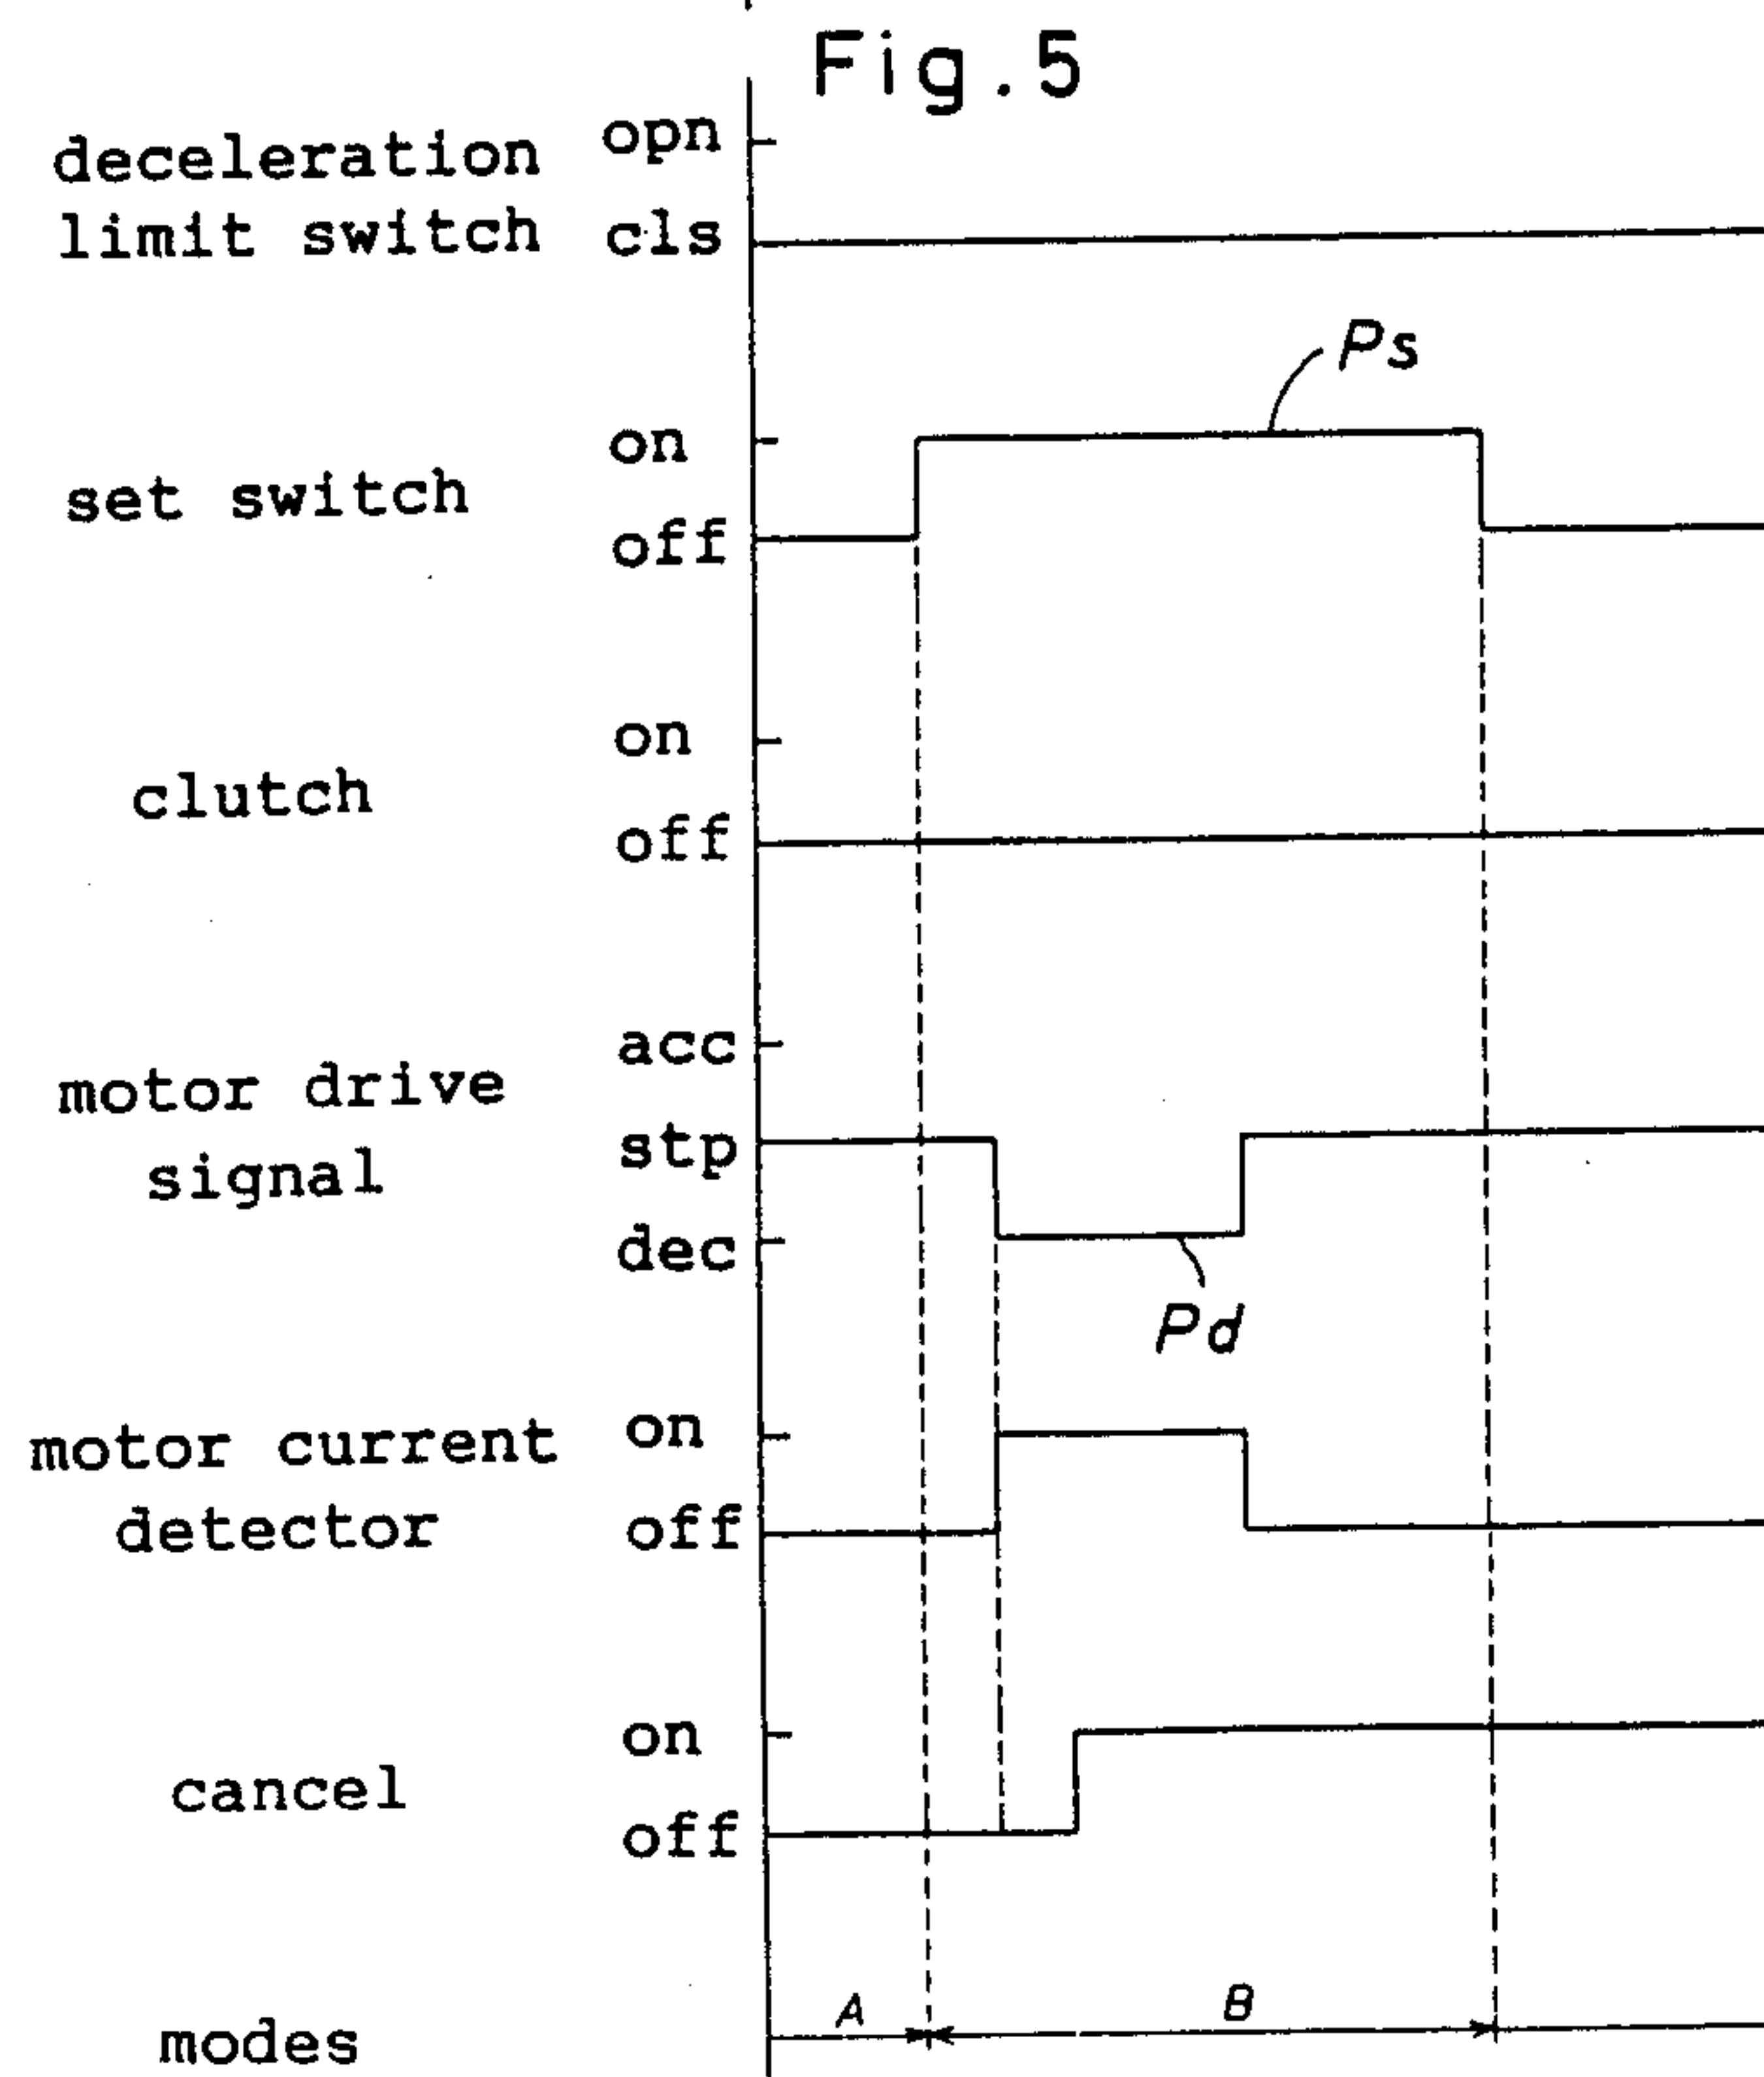 Fig.5
deceleration opn
limit switch cls
Ps
on
set switch
off
on
clutch
off
acc
motor drive
stp
signal
dec
Pd
motor current on
detector off
on
cancel
off
A B
modes